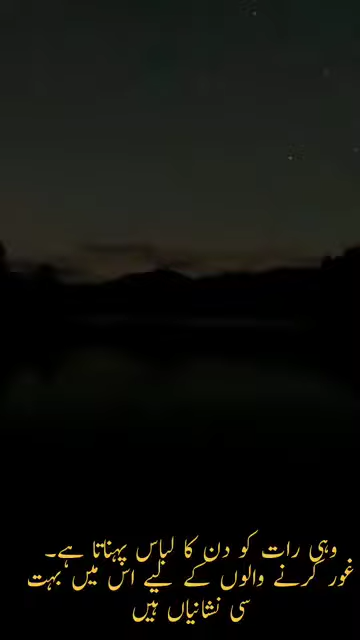 وہی رات کو دن کا لباس پہناتا ہے۔
غور کرنے والوں کے لیے اس میں بہت
سی نشانیاں ہیں